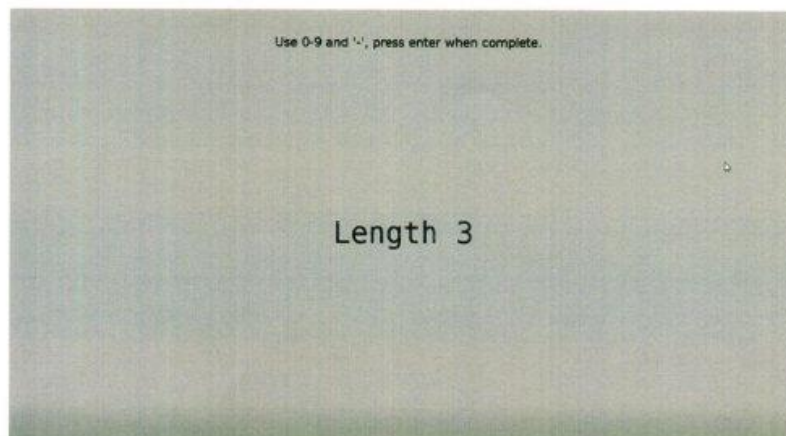 Use 0-9 and '-', press enter when complete.
Length 3